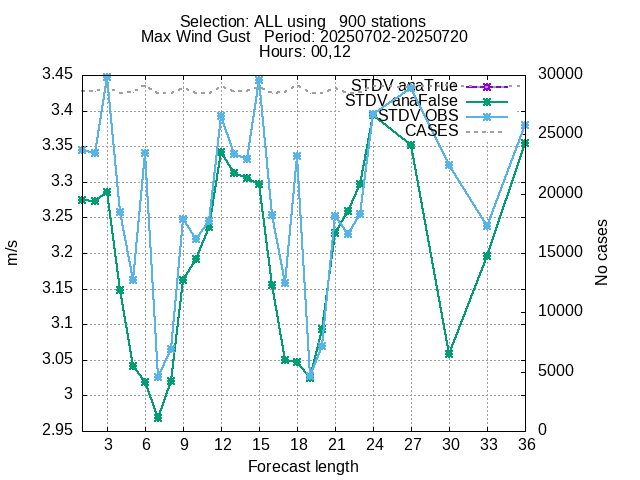 Selection: ALL using   900 stations
Max Wind Gust   Period: 20250702-20250720
Hours: 00,12
3.45
3.4
3.35
3.3
3.25
3.2
3.15
3.1
3.05
3
2.95
m/s
STDV anaTrue
STDV anaFalse
STDV OBS
CASES
30000
25000
20000
15000
10000
5000
0
No cases
3 6 9 12 15 18 21 24 27 30 33 36
Forecast length